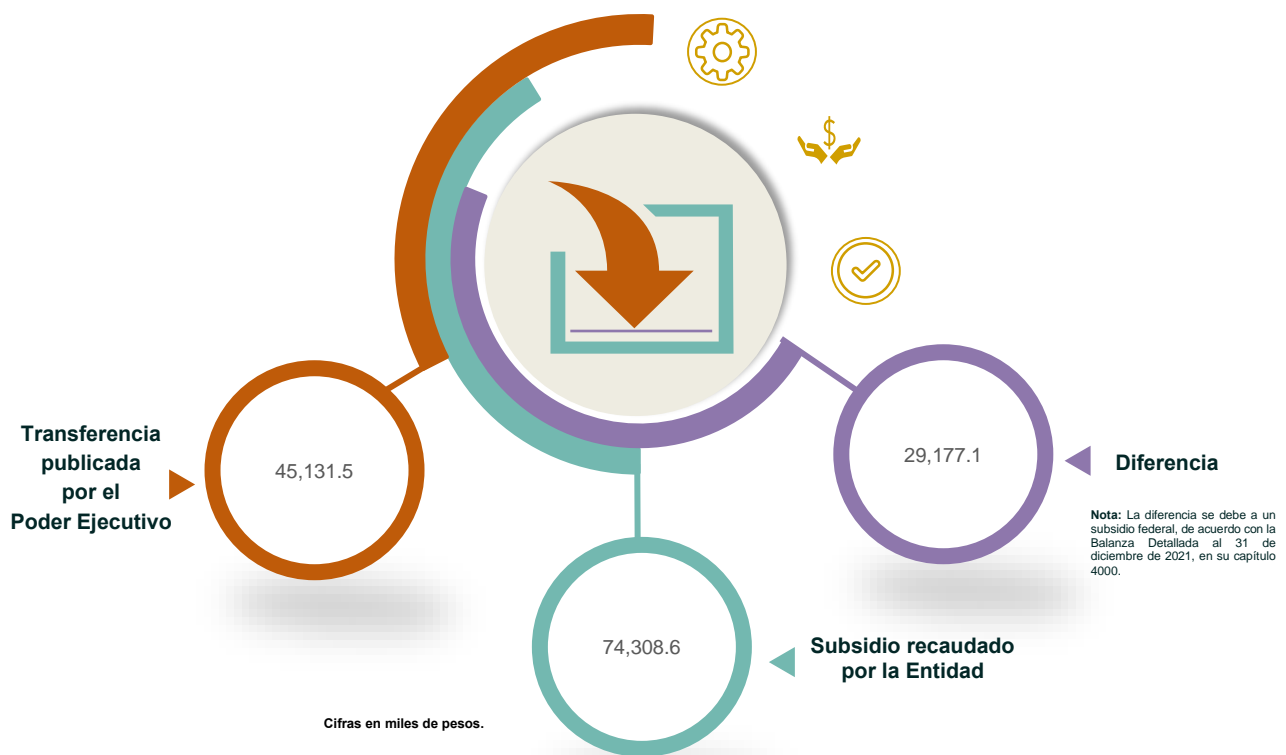 Transferencia
publicada
por el
Poder Ejecutivo
45,131.5
74,308.6
Subsidio recaudado
por la Entidad
29,177.1
Diferencia
Nota: La diferencia se debe a un
subsidio federal, de acuerdo con la
Balanza Detallada al 31 de
diciembre de 2021, en su capítulo
4000.
Cifras en miles de pesos.
$